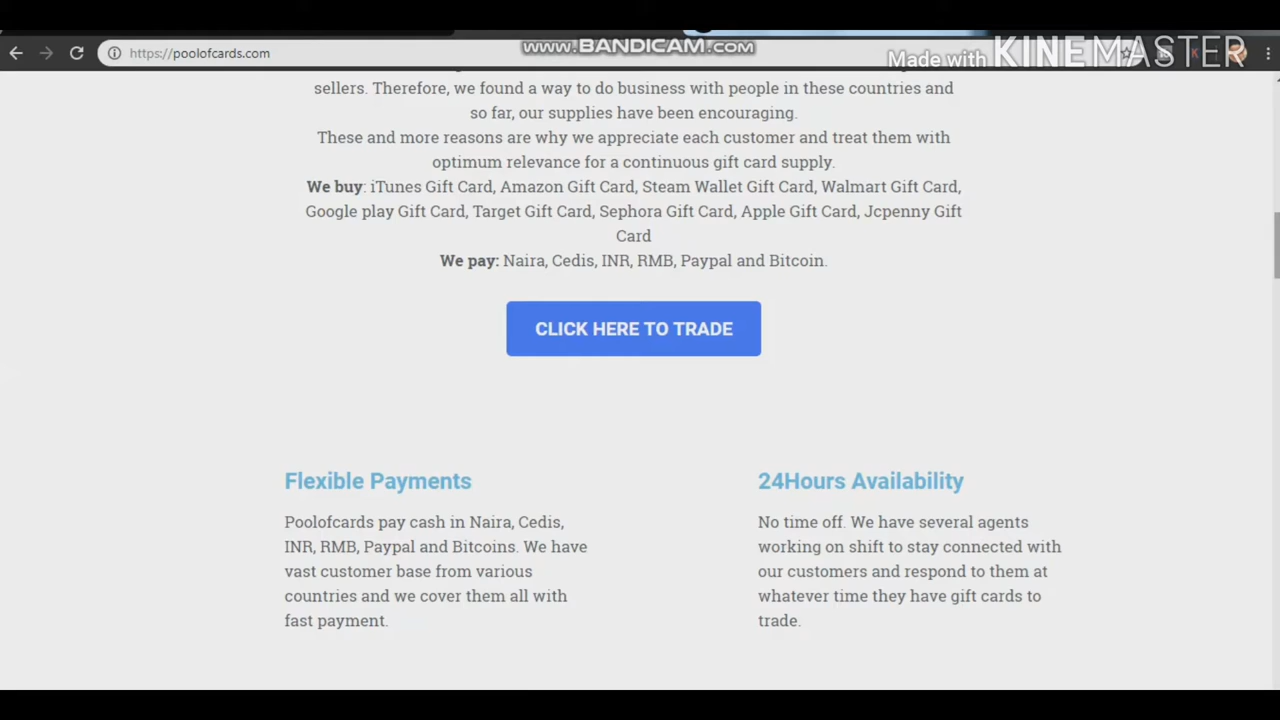 https://poolofcards.com
www.BANDICAM.com
Made with KINEMASTER
sellers. Therefore, we found a way to do business with people in these countries and
so far, our supplies have been encouraging.
These and more reasons are why we appreciate each customer and treat them with
optimum relevance for a continuous gift card supply.
We buy: iTunes Gift Card, Amazon Gift Card, Steam Wallet Gift Card, Walmart Gift Card,
Google play Gift Card, Target Gift Card, Sephora Gift Card, Apple Gift Card, Jcpenny Gift
Card
We pay: Naira, Cedis, INR, RMB, Paypal and Bitcoin.
CLICK HERE TO TRADE
Flexible Payments
Poolofcards pay cash in Naira, Cedis,
INR, RMB, Paypal and Bitcoins. We have
vast customer base from various
countries and we cover them all with
fast payment.
24Hours Availability
No time off. We have several agents
working on shift to stay connected with
our customers and respond to them at
whatever time they have gift cards to
trade.